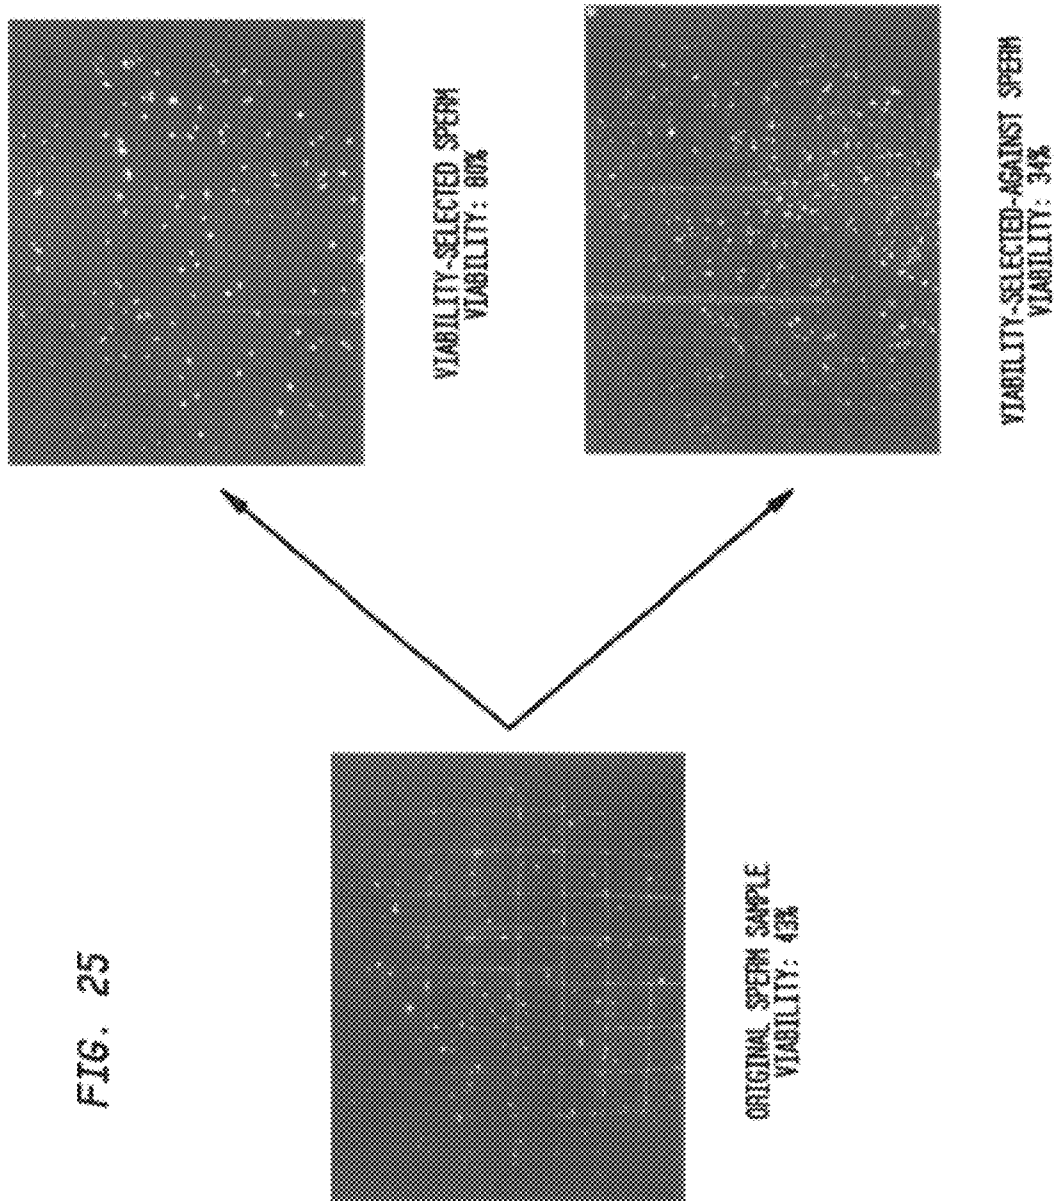 FIG. 25
ORIGINAL SPERM SAMPLE
VIABILITY: 43%
VIABILITY-SELECTED SPERM
VIABILITY: 80%
VIABILITY-SELECTED-AGAINST SPERM
VIABILITY: 34%